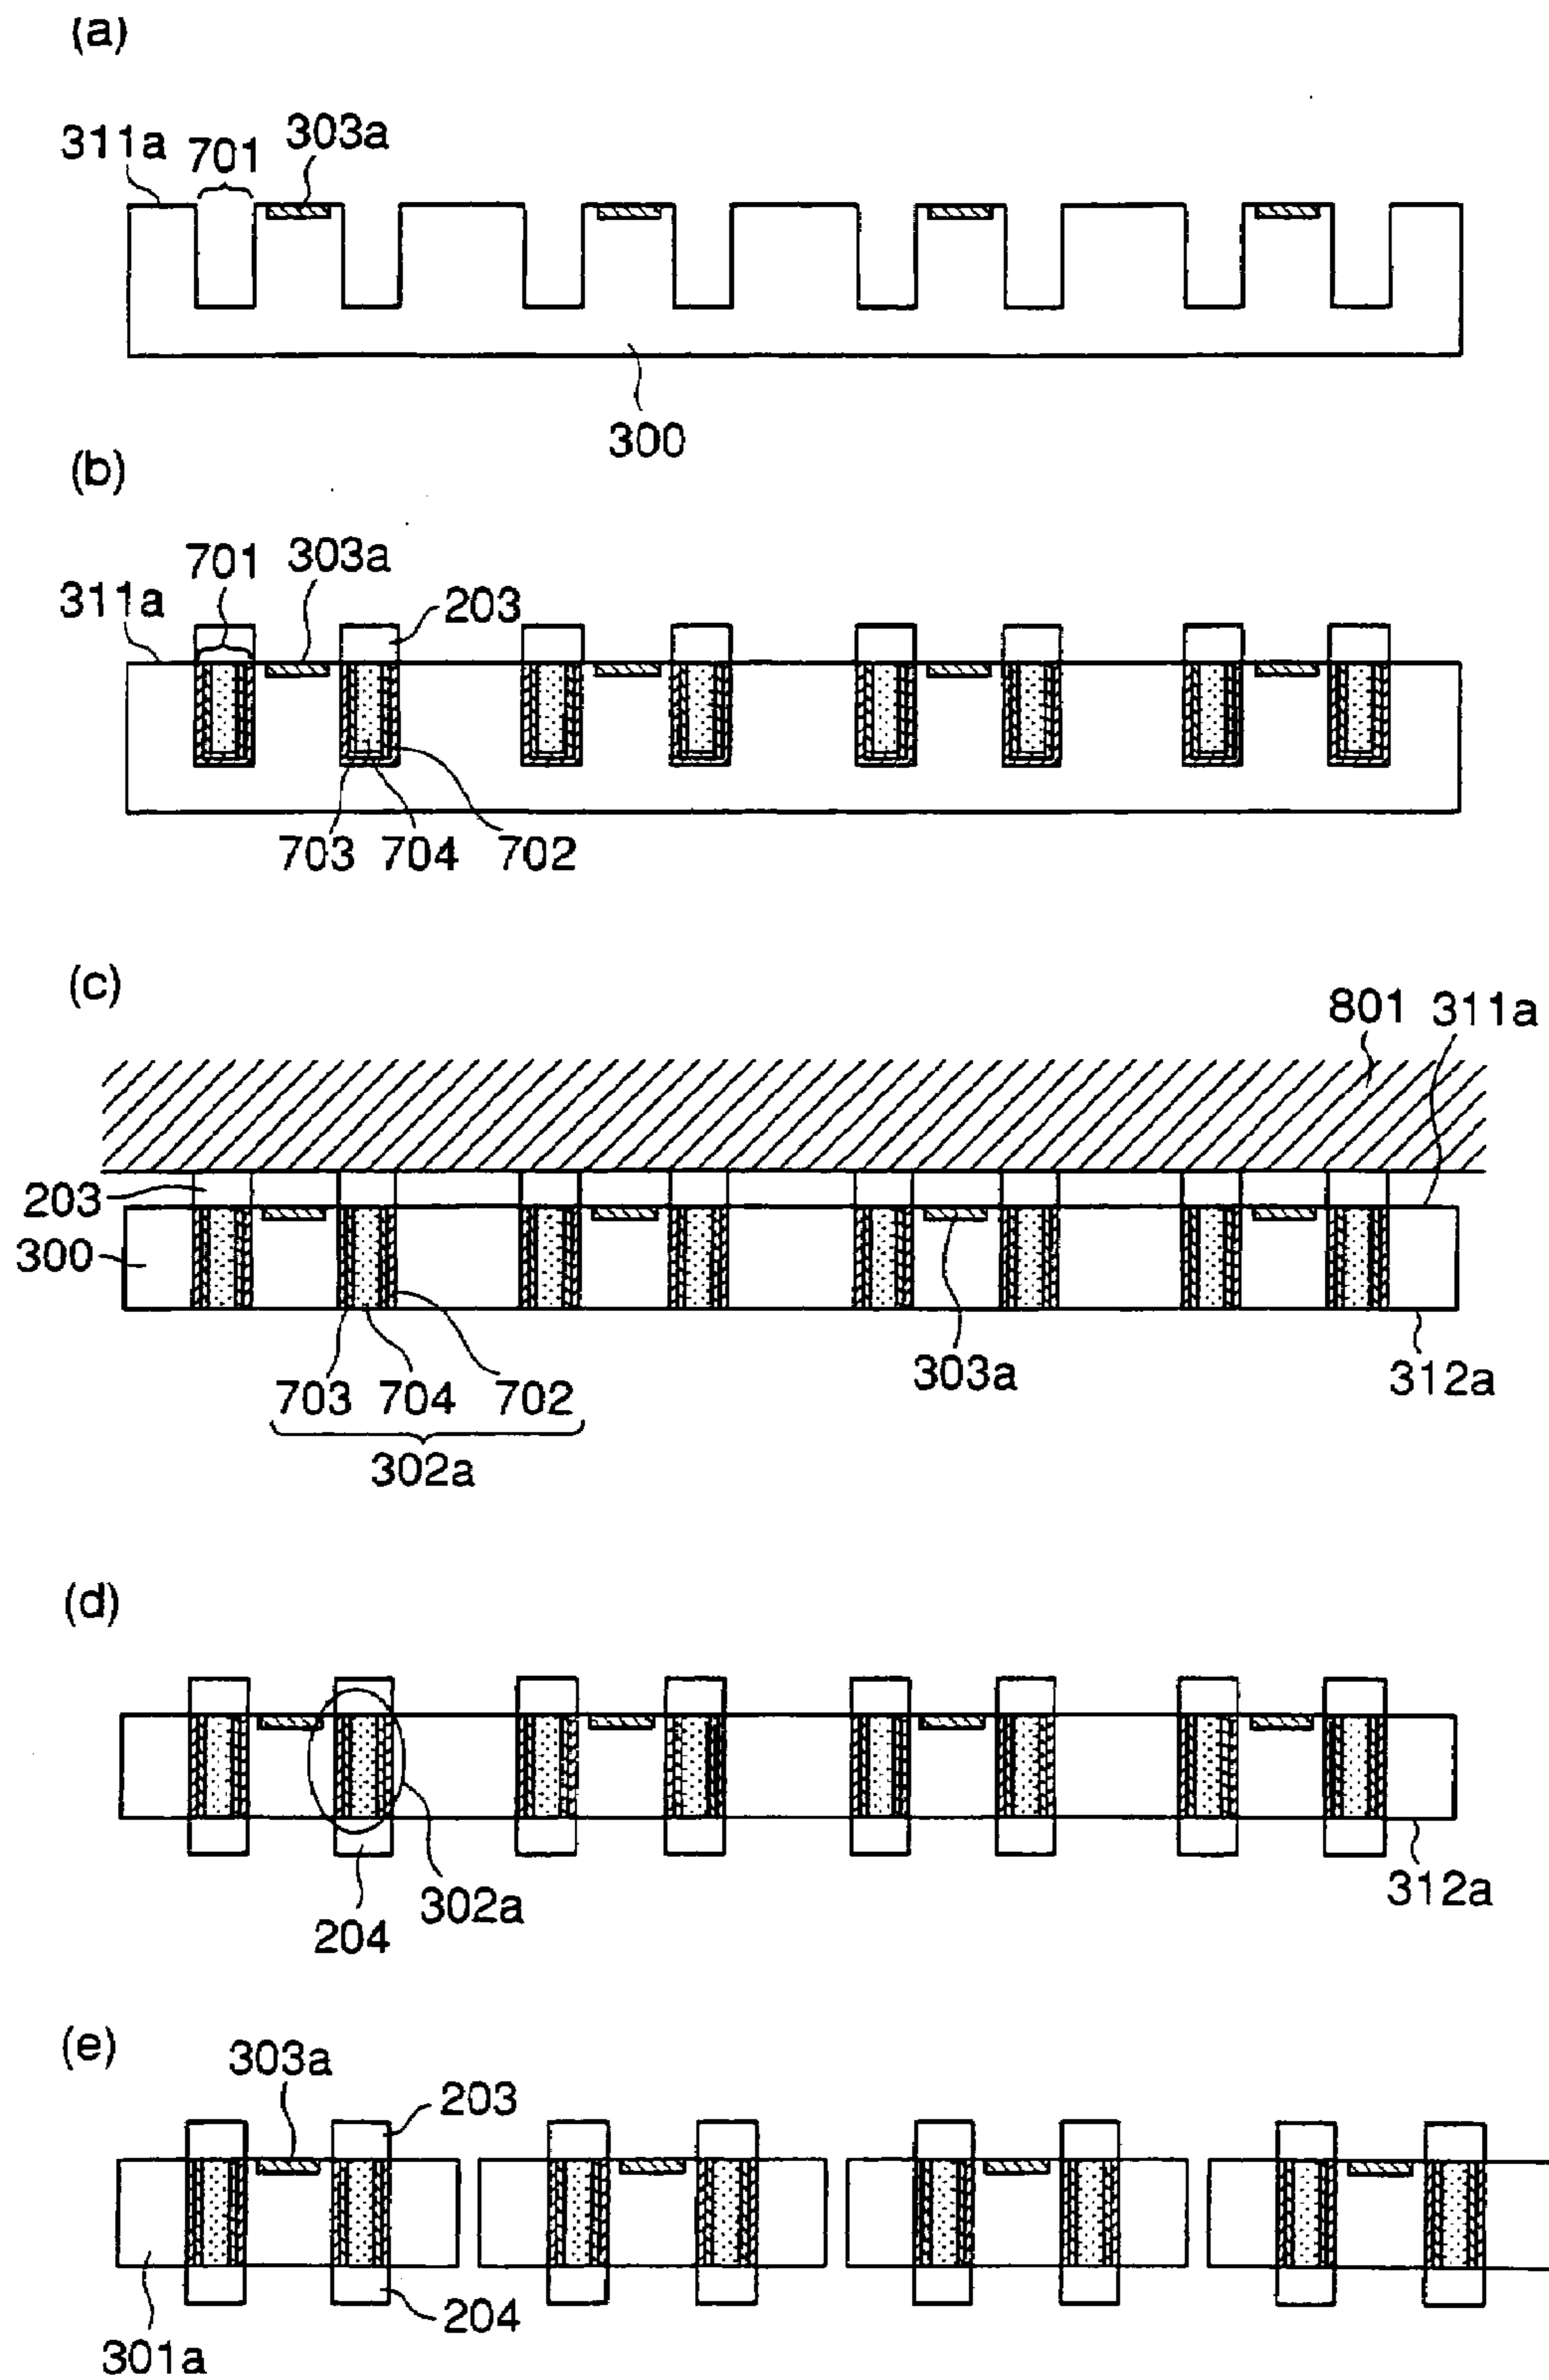 (a)
311a 701 303a
300
(b)
701 303a
311a 203
703 704 702
(c)
801 311a
203
300
303a
312a
703 704 702
302a
(d)
302a
312a
204
(e)
303a
203
204
301a